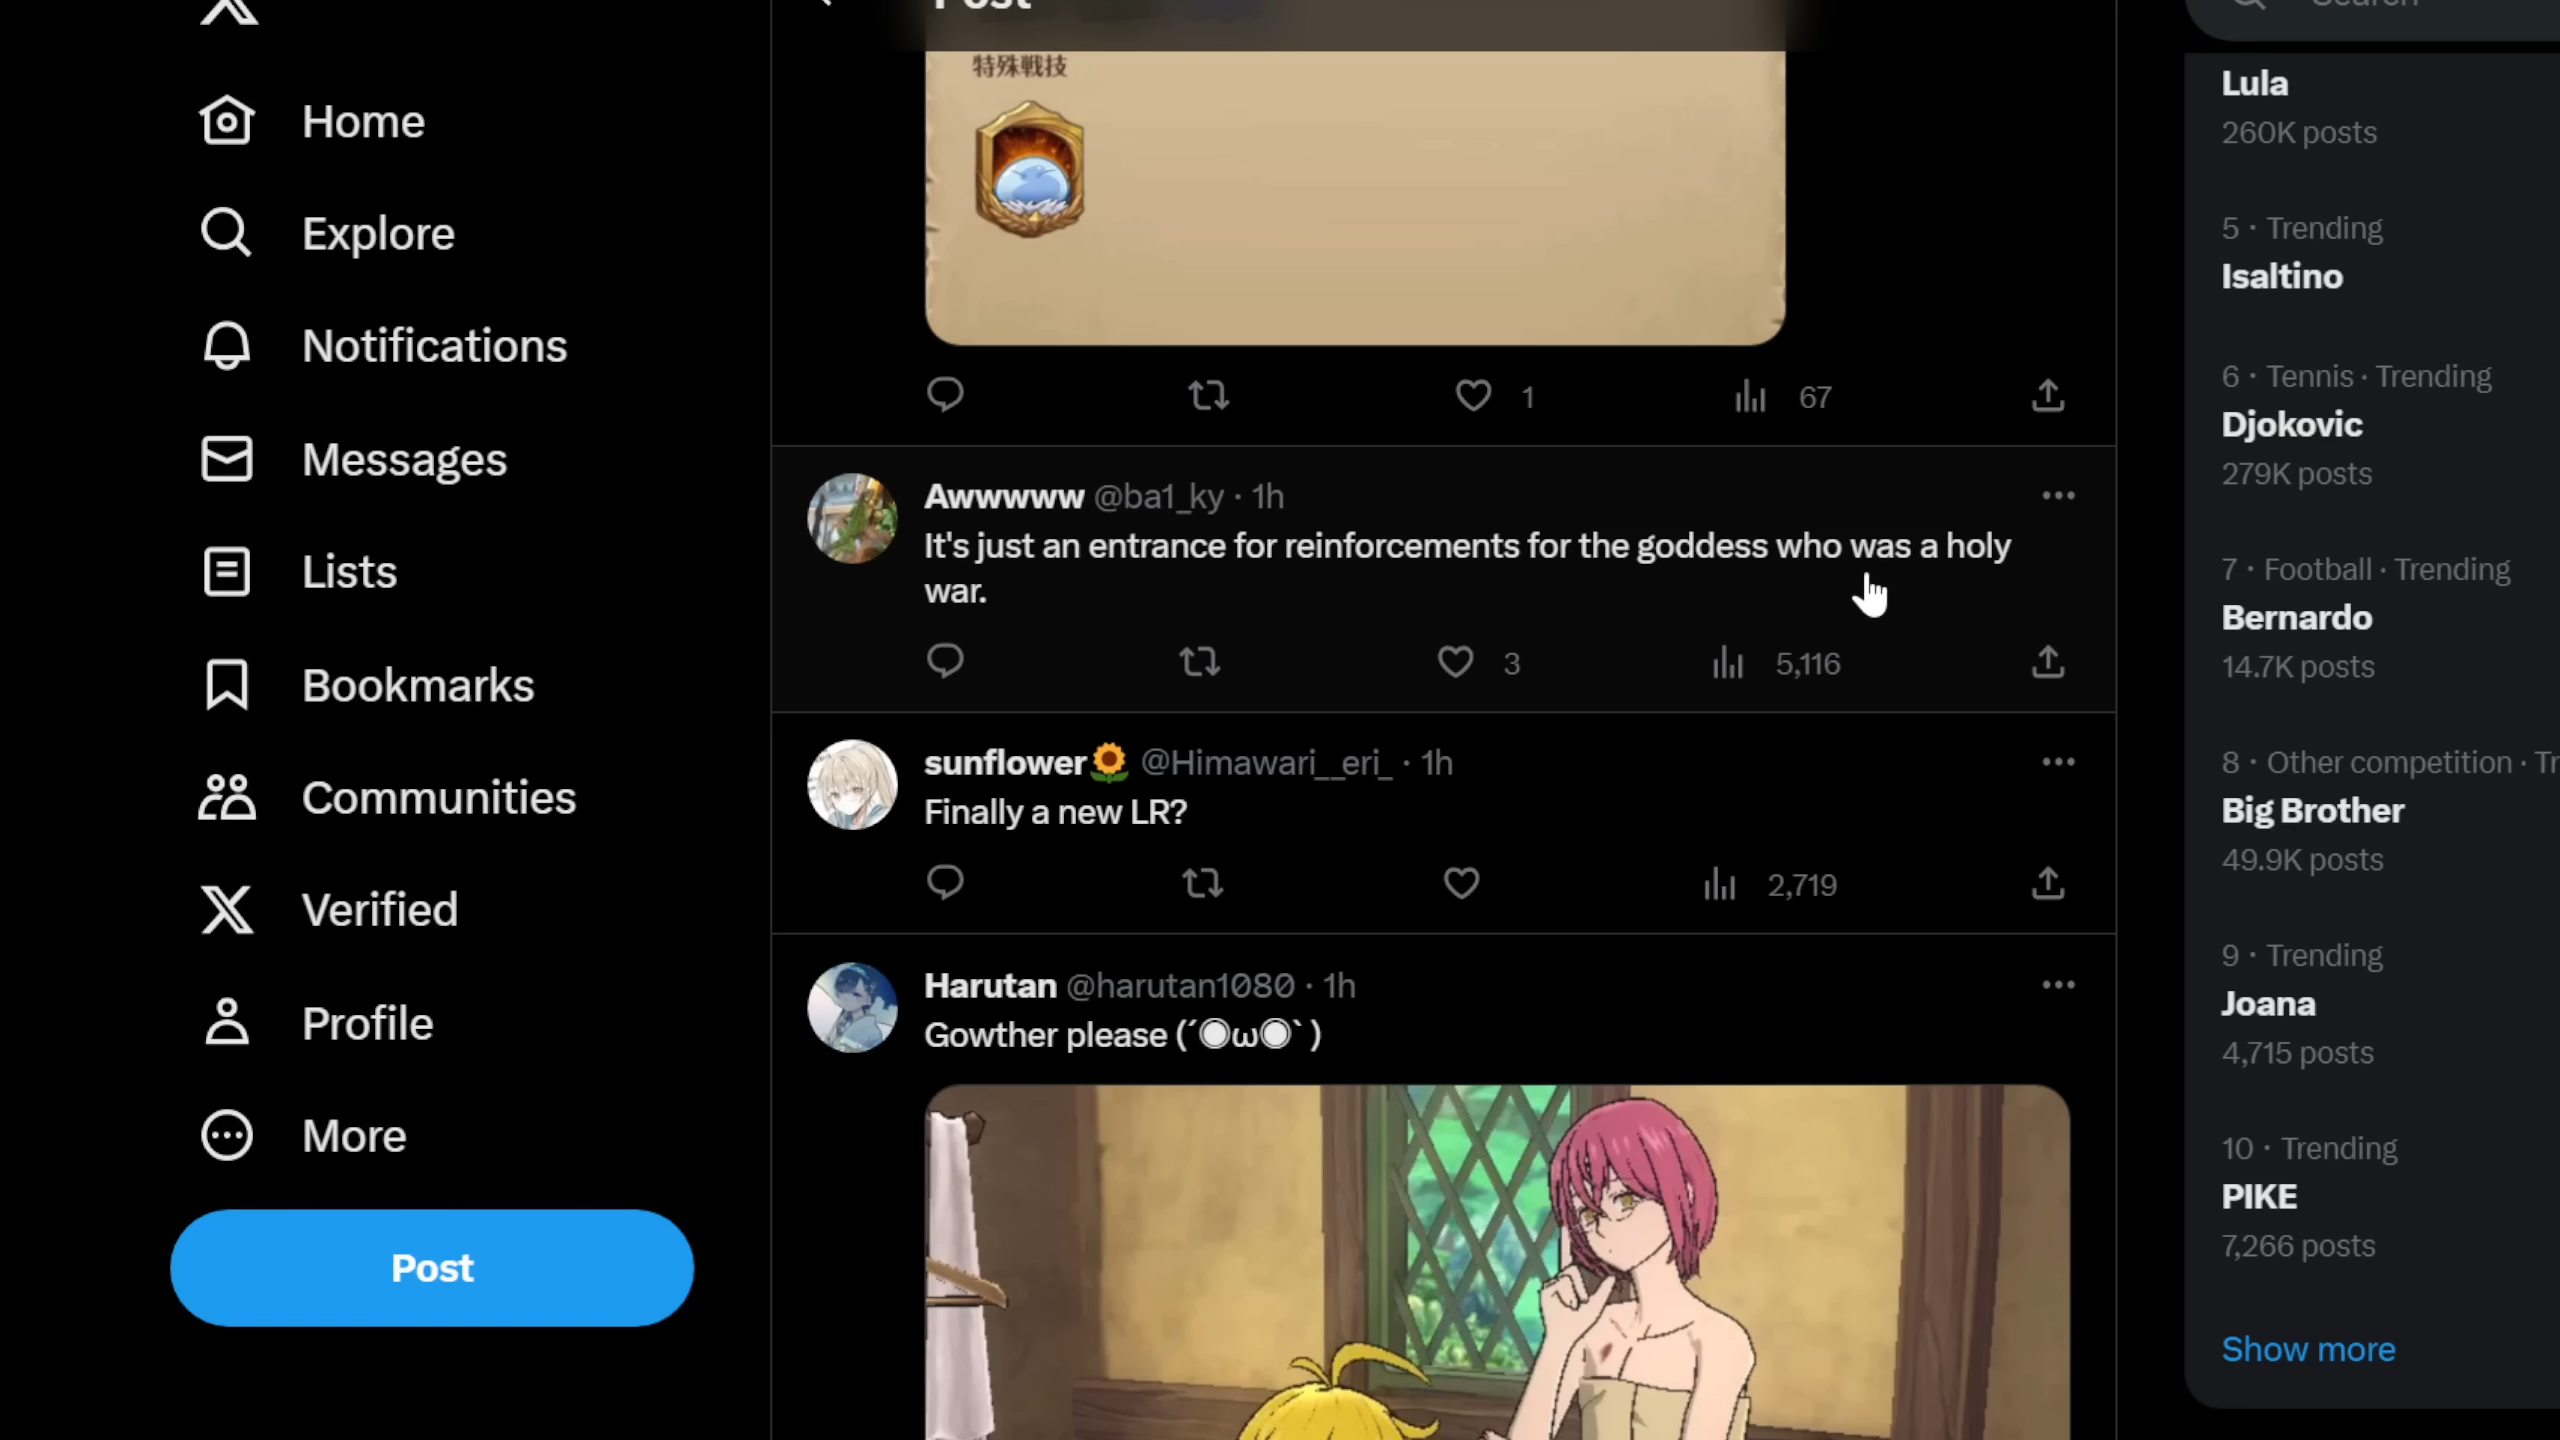 Post
Search
Home
Explore
Notifications
Messages
Lists
Bookmarks
Communities
Verified
Profile
More
Post
特殊戦技
1
67
Awwwww @ba1_ky · 1h
It's just an entrance for reinforcements for the goddess who was a holy
war.
3
5,116
sunflower🌻 @Himawari__eri_ · 1h
Finally a new LR?
2,719
Harutan @harutan1080 · 1h
Gowther please (´◉ω◉` )
Lula
260K posts
5 · Trending
Isaltino
6 · Tennis · Trending
Djokovic
279K posts
7 · Football · Trending
Bernardo
14.7K posts
8 · Other competition · Tr
Big Brother
49.9K posts
9 · Trending
Joana
4,715 posts
10 · Trending
PIKE
7,266 posts
Show more